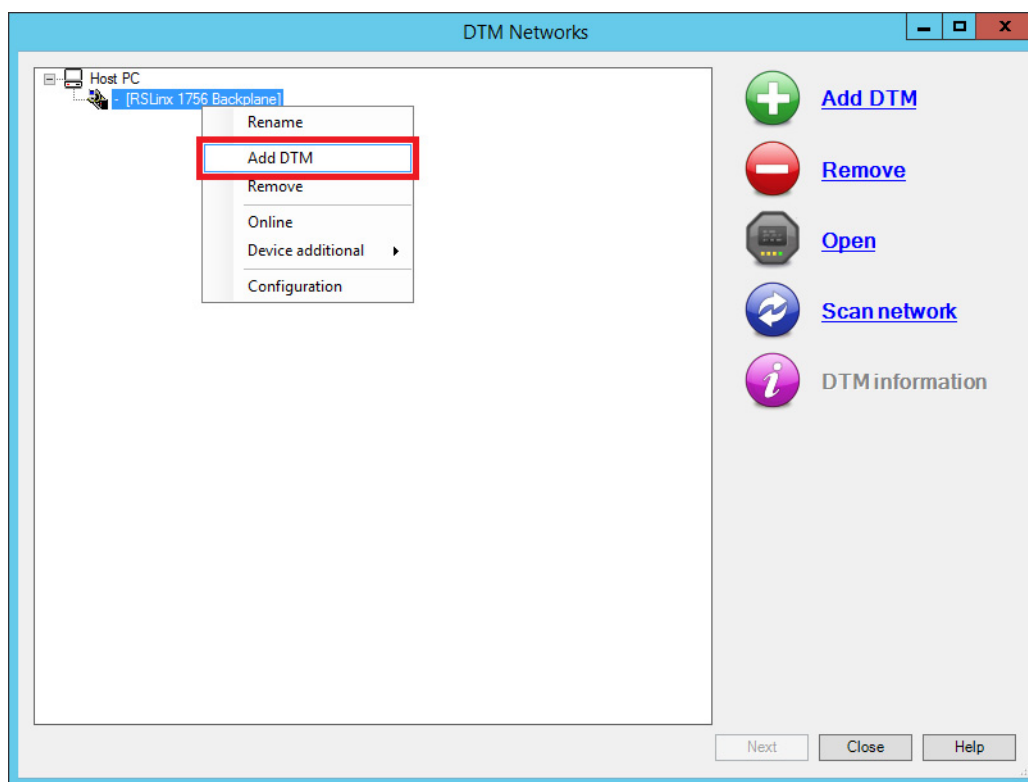 DTM Networks
Host PC
- [RSLinx 1756 Backplane]
Rename
Add DTM
Remove
Online
Device additional
Configuration
Add DTM
Remove
Open
Scan network
DTM information
Next
Close
Help